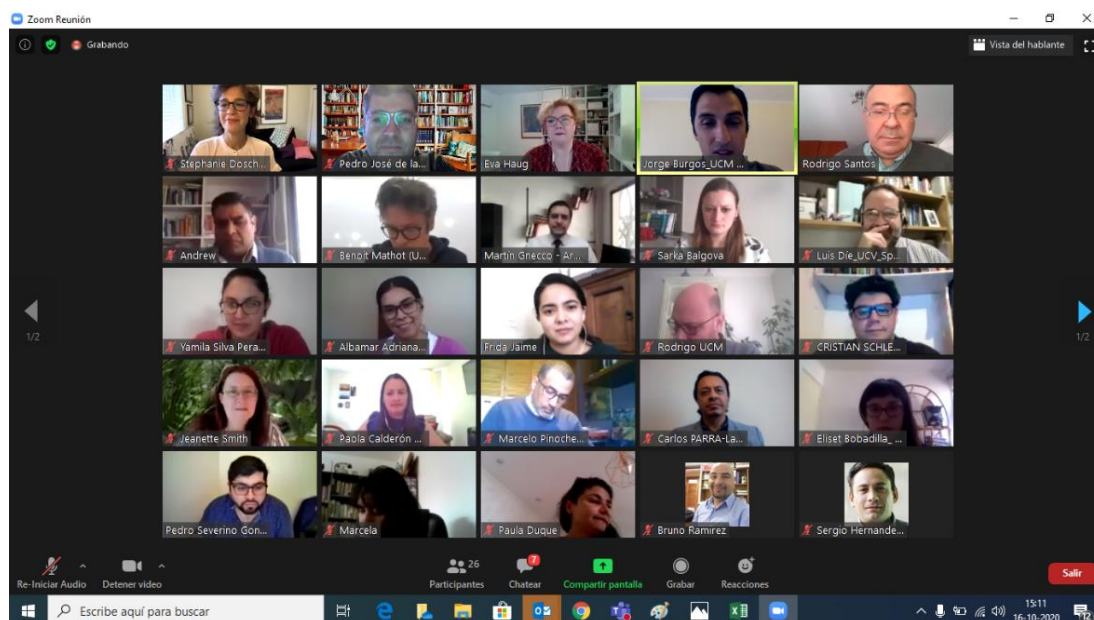 Zoom Reunión
Grabando
Vista del hablante
Stephanie Dosch...
Pedro José de la...
Eva Haug
Jorge Burgos_UCM ...
Rodrigo Santos
Andrew
Benoit Mathot (U...
Martin Gnecco - Ar...
Sarka Balgova
Luis Díe_UCV_Sp...
Yamila Silva Pera...
Albamar Adriana...
Frida Jaime
Rodrigo UCM
CRISTIAN SCHLE...
1/2
1/2
Jeanette Smith
Paola Calderón ...
Marcelo Pinoche...
Carlos PARRA-La...
Eliset Bobadilla_ ...
Pedro Severino Gon...
Marcela
Paula Duque
Bruno Ramirez
Sergio Hernande...
Re-Iniciar Audio
Detener video
26
Participantes
7
Chatear
Compartir pantalla
Grabar
Reacciones
Salir
Escribe aquí para buscar
15:11
16-10-2020